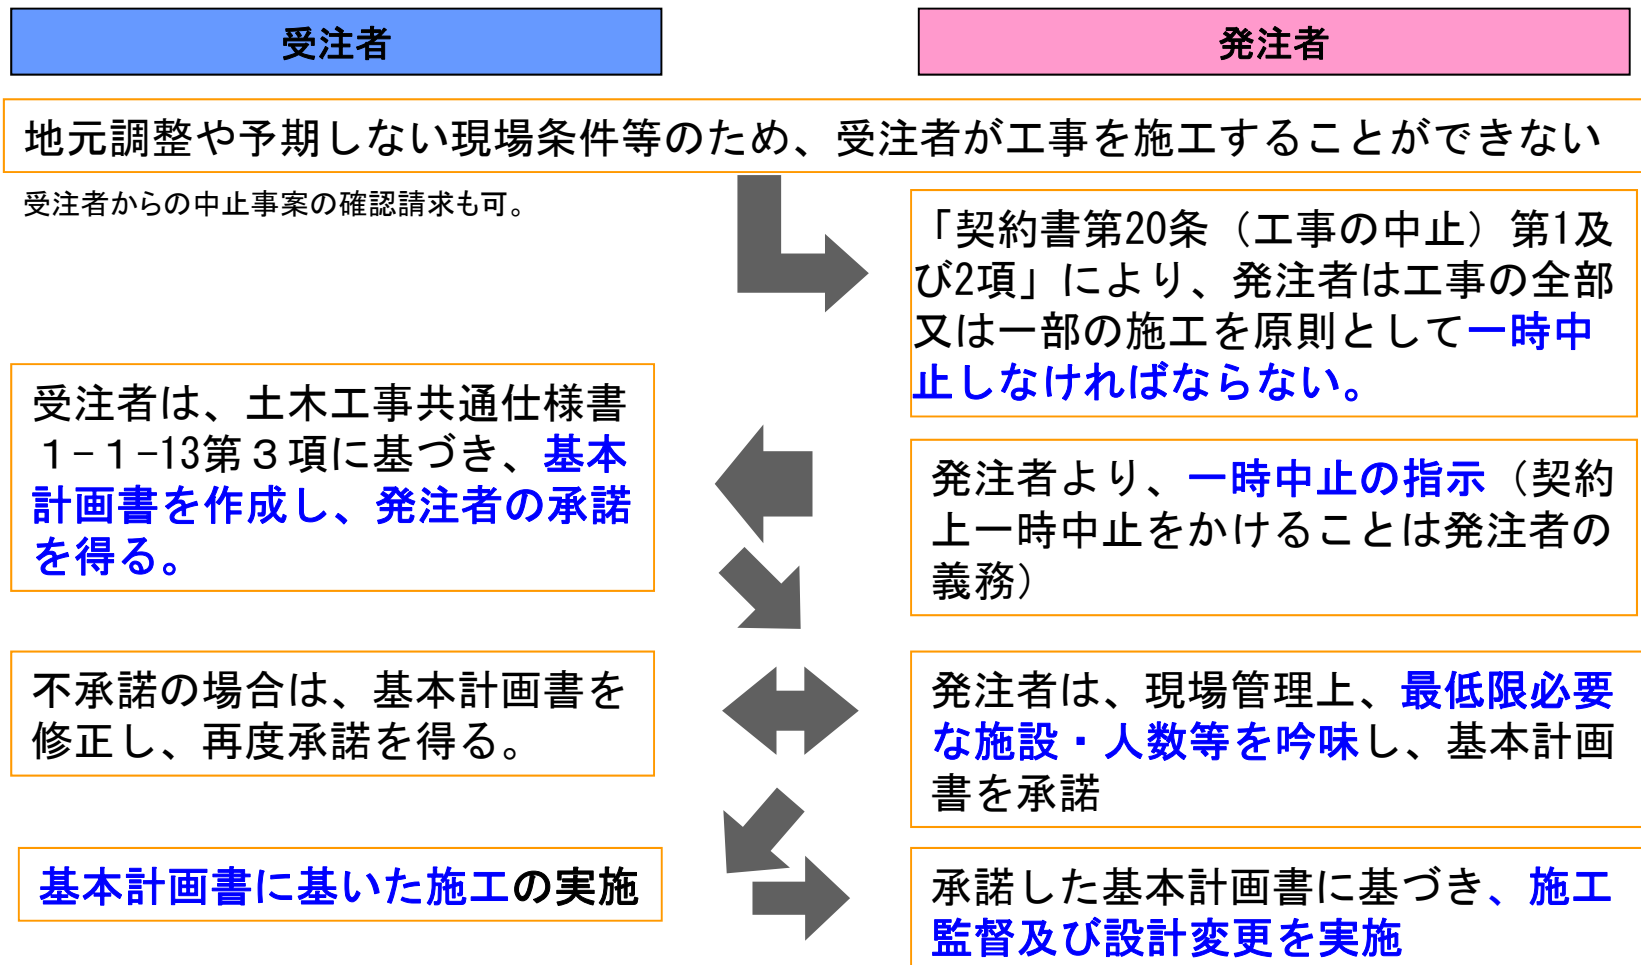 受注者
発注者
地元調整や予期しない現場条件等のため、受注者が工事を施工することができない
受注者からの中止事案の確認請求も可。
「契約書第20条（工事の中止）第1及
び2項」により、発注者は工事の全部
又は一部の施工を原則として一時中
止しなければならない。
受注者は、土木工事共通仕様書
１-１-13第３項に基づき、基本
計画書を作成し、発注者の承諾
を得る。
発注者より、一時中止の指示（契約
上一時中止をかけることは発注者の
義務）
不承諾の場合は、基本計画書を
修正し、再度承諾を得る。
発注者は、現場管理上、最低限必要
な施設・人数等を吟味し、基本計画
書を承諾
基本計画書に基いた施工の実施
承諾した基本計画書に基づき、施工
監督及び設計変更を実施